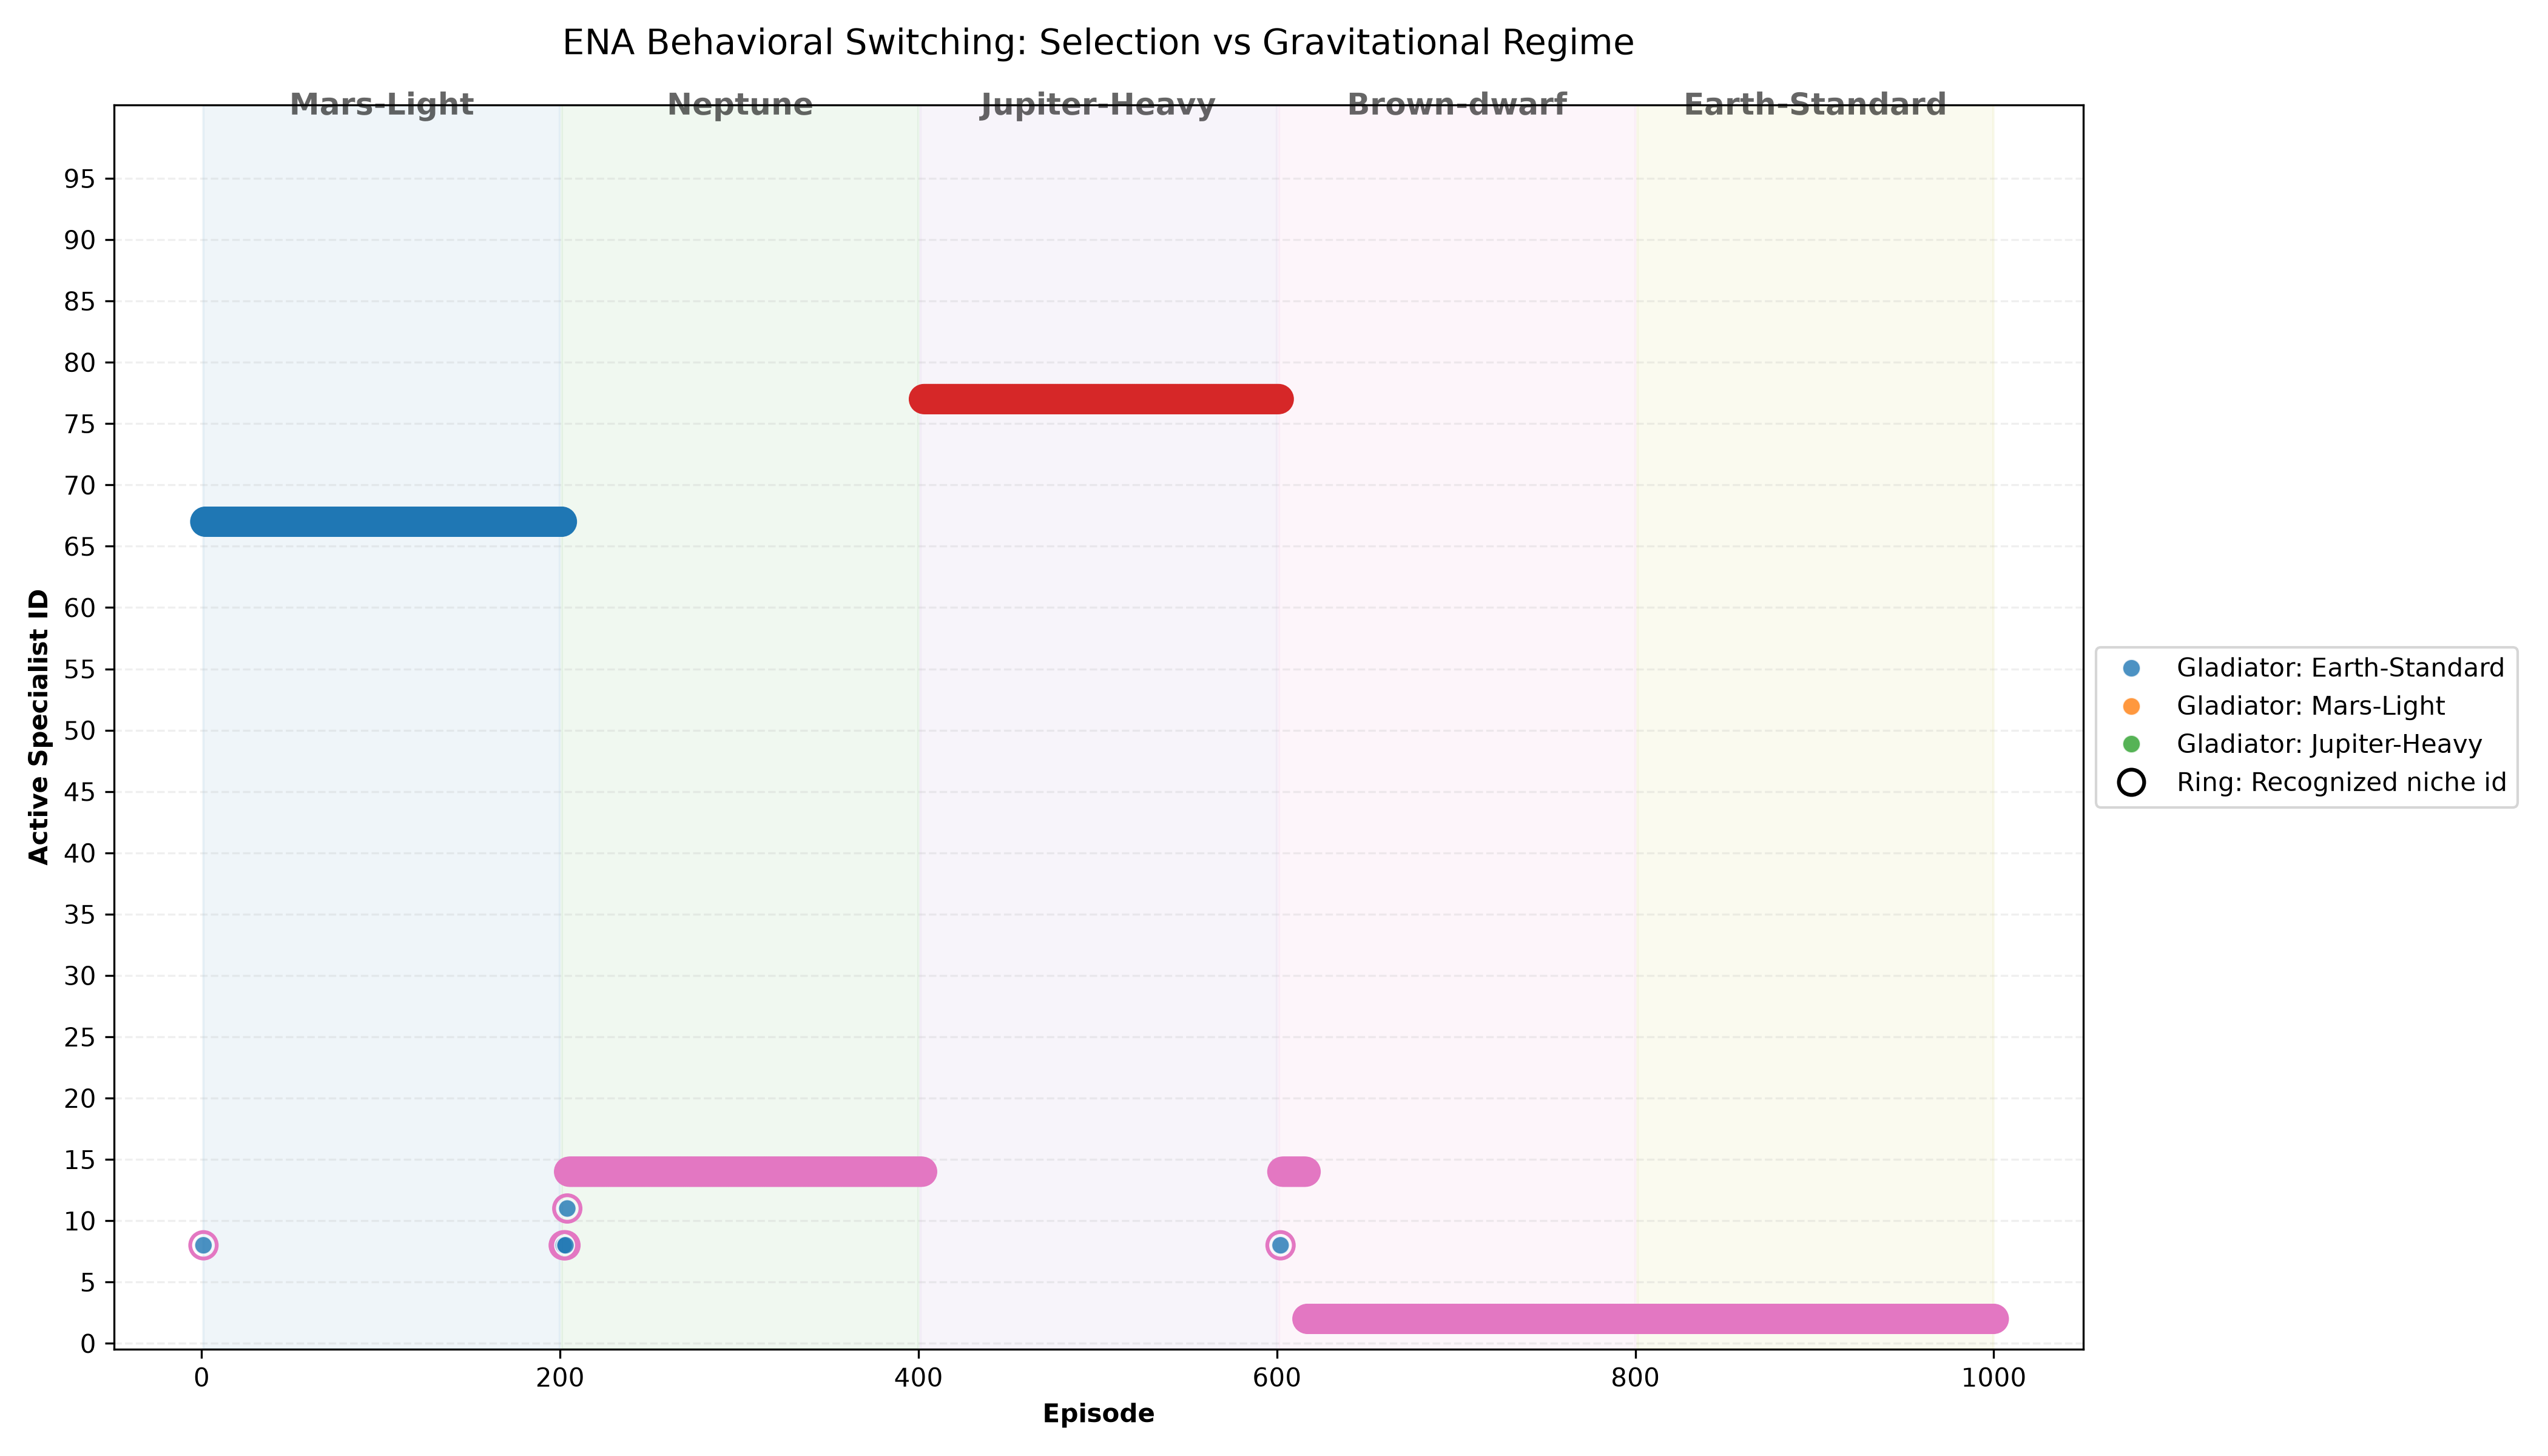 ENA Behavioral Switching: Selection vs Gravitational Regime
Mars-Light
Neptune
Jupiter-Heavy
Brown-dwarf
Earth-Standard
95
90
85
80
75
70
65
60
55
50
45
40
35
30
25
20
15
10
5
0
Active Specialist ID
0
200
400
600
800
1000
Episode
Gladiator: Earth-Standard
Gladiator: Mars-Light
Gladiator: Jupiter-Heavy
Ring: Recognized niche id